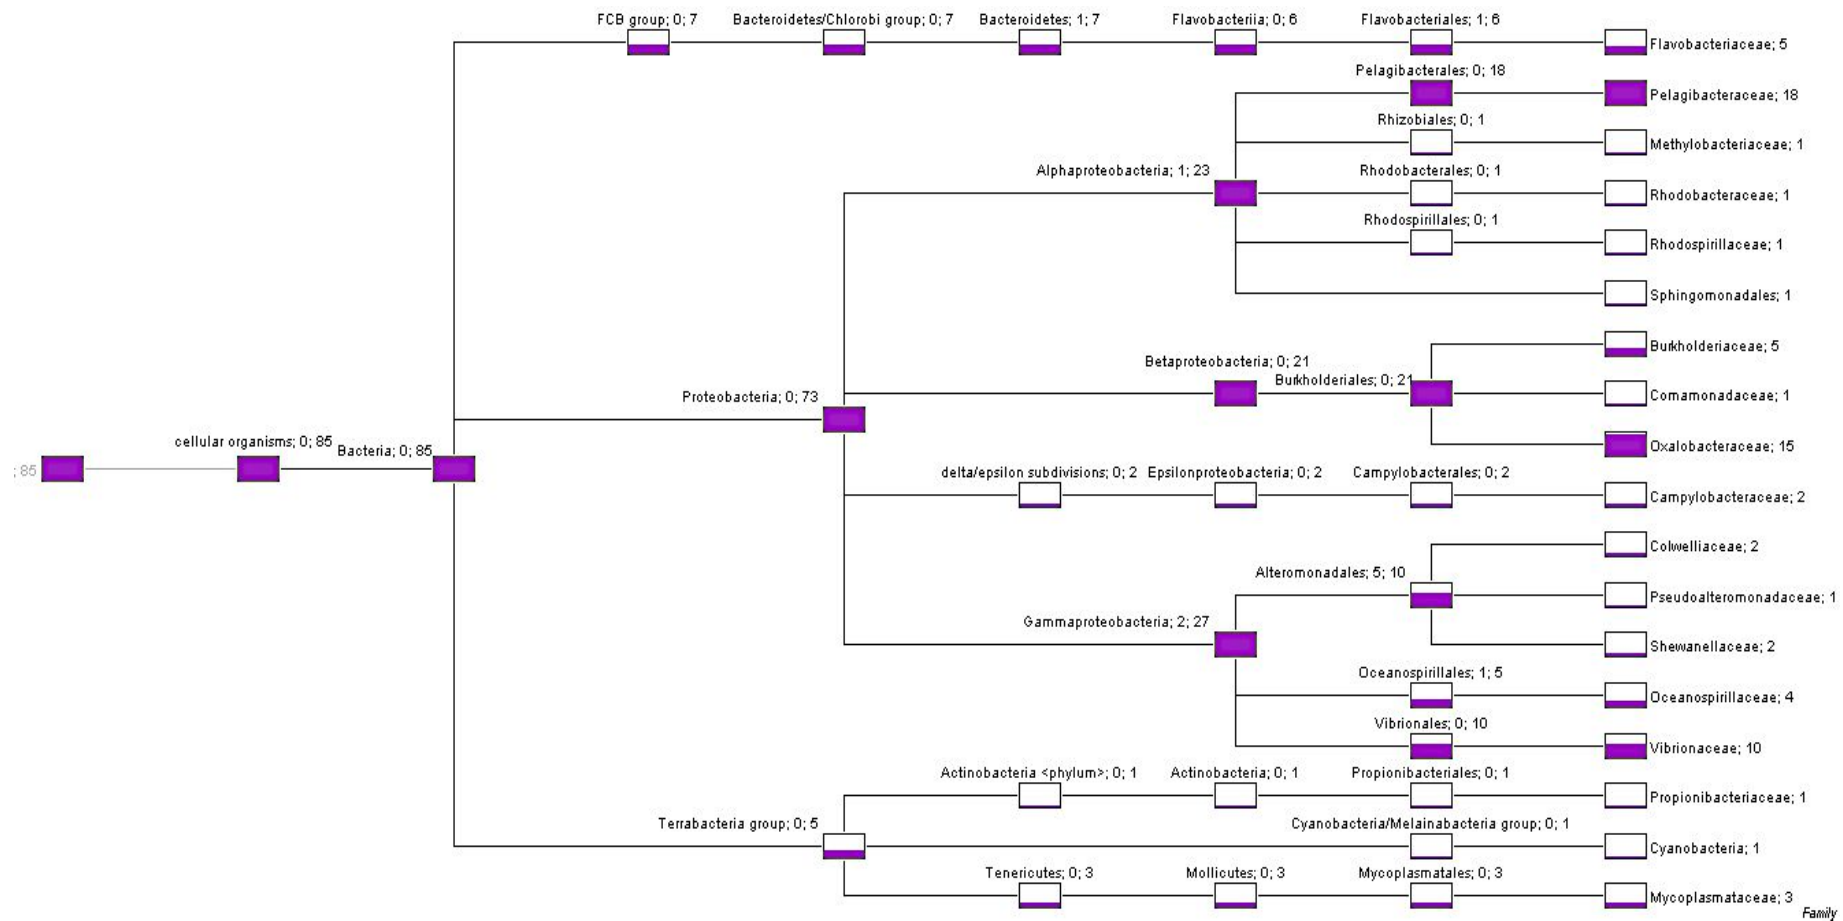 FCB group; 0; 7
Bacteroidetes/Chlorobi group; 0; 7
Bacteroidetes; 1; 7
Flavobacteriia; 0; 6
Flavobacteriales; 1; 6
Flavobacteriaceae; 5
Pelagibacterales; 0; 18
Pelagibacteraceae; 18
Rhizobiales; 0; 1
Methylobacteriaceae; 1
Alphaproteobacteria; 1; 23
Rhodobacterales; 0; 1
Rhodobacteraceae; 1
Rhodospirillales; 0; 1
Rhodospirillaceae; 1
Sphingomonadales; 1
Burkholderiaceae; 5
Betaproteobacteria; 0; 21
Burkholderiales; 0; 21
Comamonadaceae; 1
Proteobacteria; 0; 73
Oxalobacteraceae; 15
cellular organisms; 0; 85
Bacteria; 0; 85
; 85
delta/epsilon subdivisions; 0; 2
Epsilonproteobacteria; 0; 2
Campylobacterales; 0; 2
Campylobacteraceae; 2
Colwelliaceae; 2
Alteromonadales; 5; 10
Pseudoalteromonadaceae; 1
Gammaproteobacteria; 2; 27
Shewanellaceae; 2
Oceanospirillales; 1; 5
Oceanospirillaceae; 4
Vibrionales; 0; 10
Vibrionaceae; 10
Actinobacteria <phylum>; 0; 1
Actinobacteria; 0; 1
Propionibacteriales; 0; 1
Propionibacteriaceae; 1
Terrabacteria group; 0; 5
Cyanobacteria/Melainabacteria group; 0; 1
Cyanobacteria; 1
Tenericutes; 0; 3
Mollicutes; 0; 3
Mycoplasmatales; 0; 3
Mycoplasmataceae; 3
Family